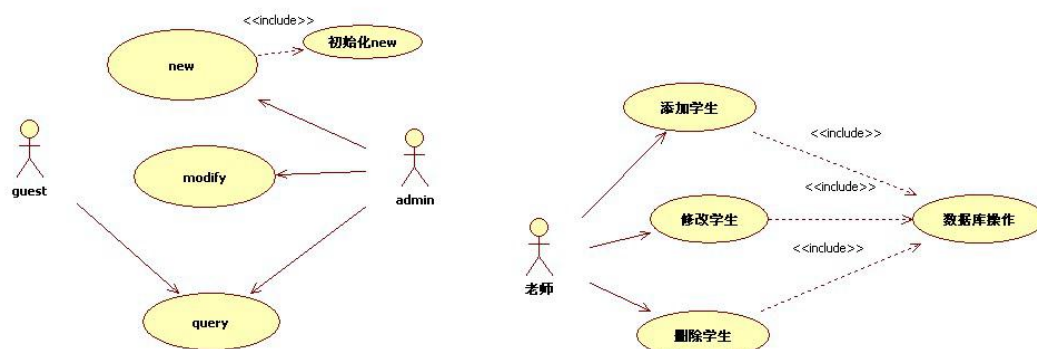 <<include>>
初始化new
new
guest
modify
admin
query
添加学生
<<include>>
<<include>>
修改学生
数据库操作
<<include>>
老师
删除学生